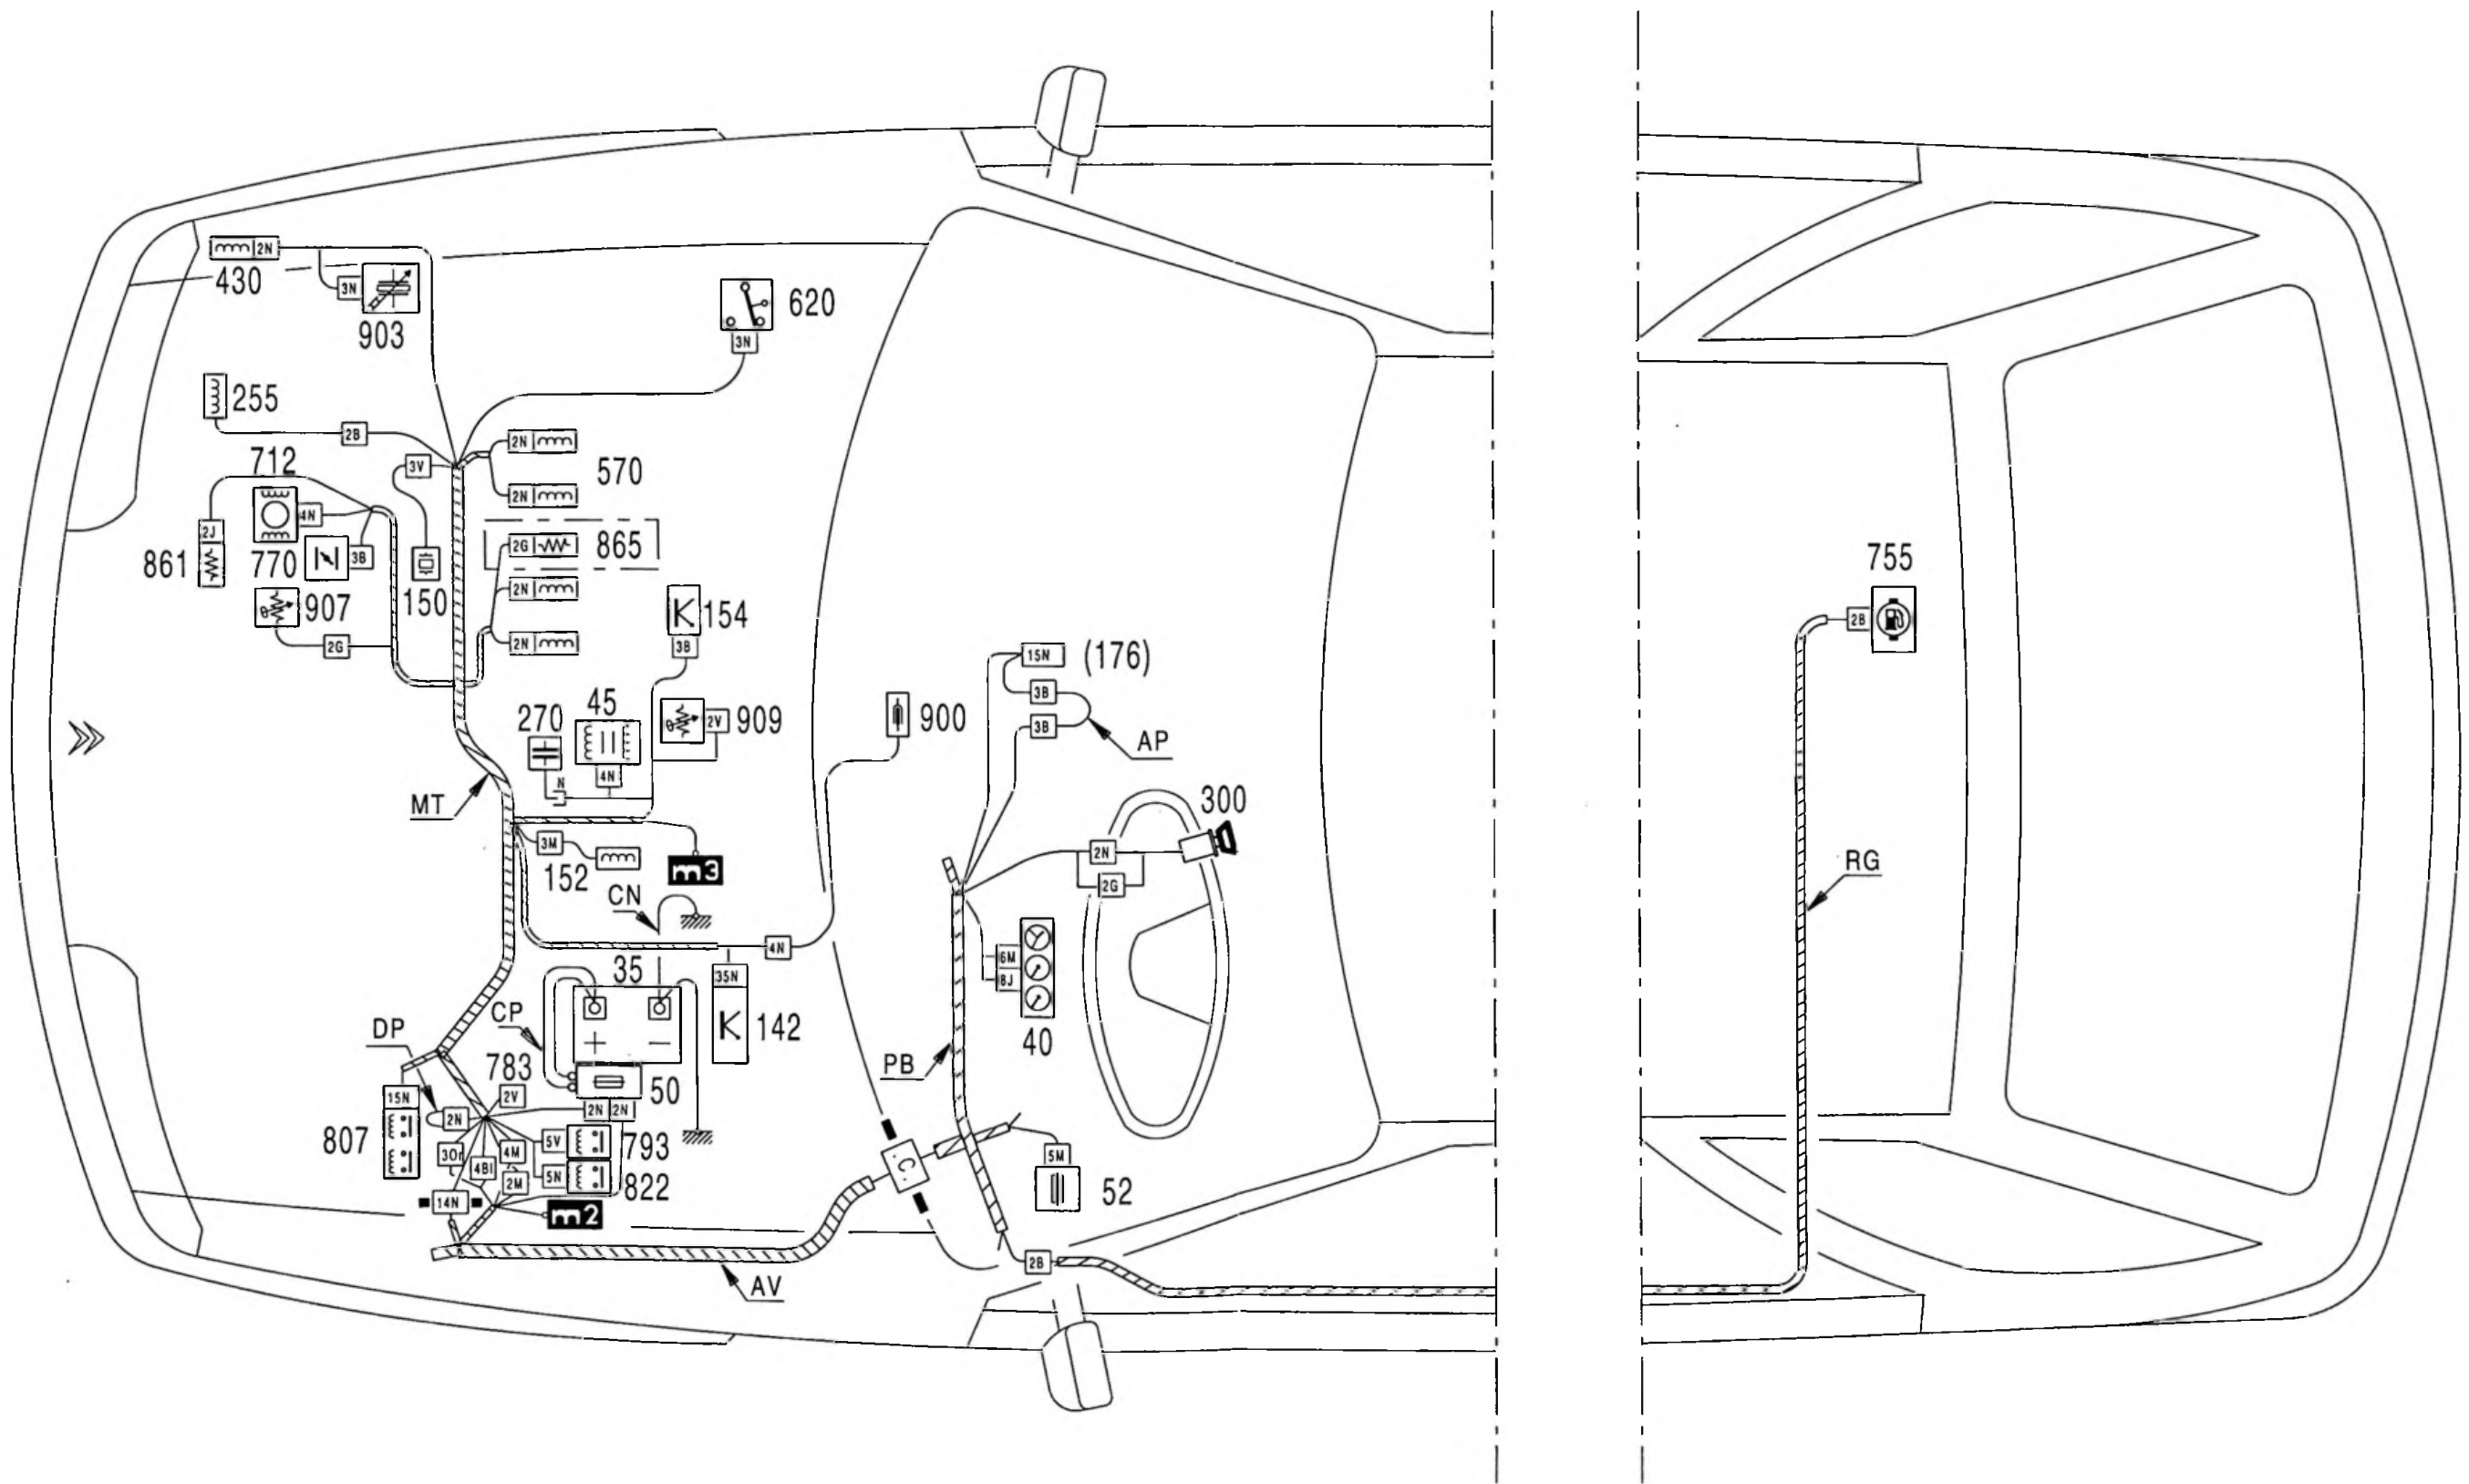 2N
430
3N
903
620
3N
255
2B
712
3V
2N
570
2N
4N
2J
861
770
3B
150
2G
865
2N
907
2G
2N
K
154
3B
15N
(176)
3B
3B
AP
755
2B
270
45
N
4N
2V
909
900
MT
3M
152
m3
CN
300
2N
2G
RG
4N
35
35N
K
142
+
−
6M
8J
40
DP
CP
PB
783
2V
50
15N
2N
2N
2N
807
3Or
4Bl
4M
5V
793
2M
5N
822
14N
m2
.C.
5M
52
2B
AV